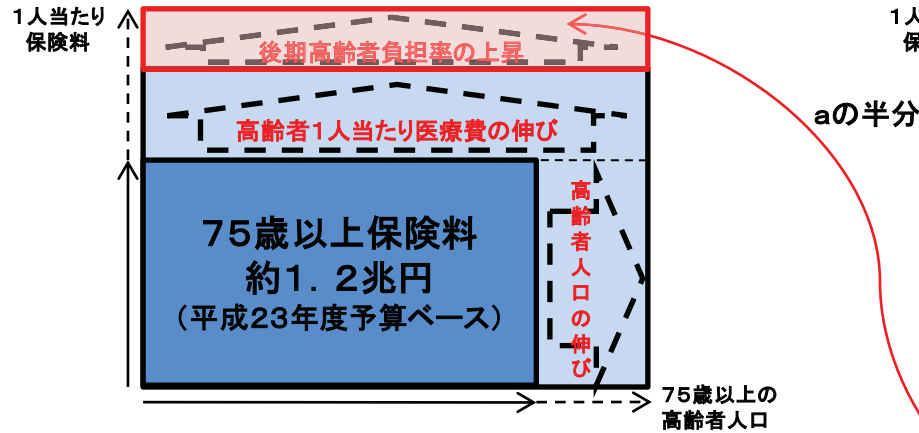 1人当たり
保険料
後期高齢者負担率の上昇
高齢者1人当たり医療費の伸び
75歳以上保険料
約1.2兆円
（平成23年度予算ベース）
高齢者人口の伸び
75歳以上の
高齢者人口
1人
保
aの半分